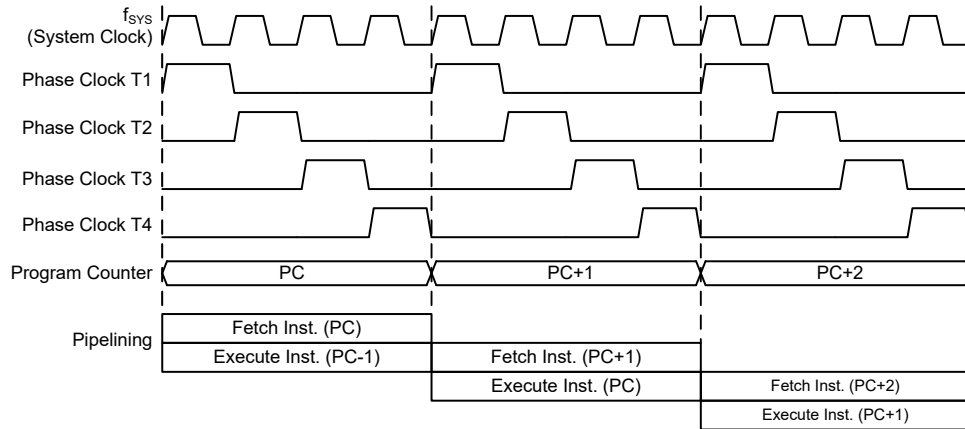 fSYS
(System Clock)
Phase Clock T1
Phase Clock T2
Phase Clock T3
Phase Clock T4
Program Counter PC PC+1 PC+2
Pipelining
Fetch Inst. (PC)
Execute Inst. (PC-1) Fetch Inst. (PC+1)
Execute Inst. (PC) Fetch Inst. (PC+2)
Execute Inst. (PC+1)